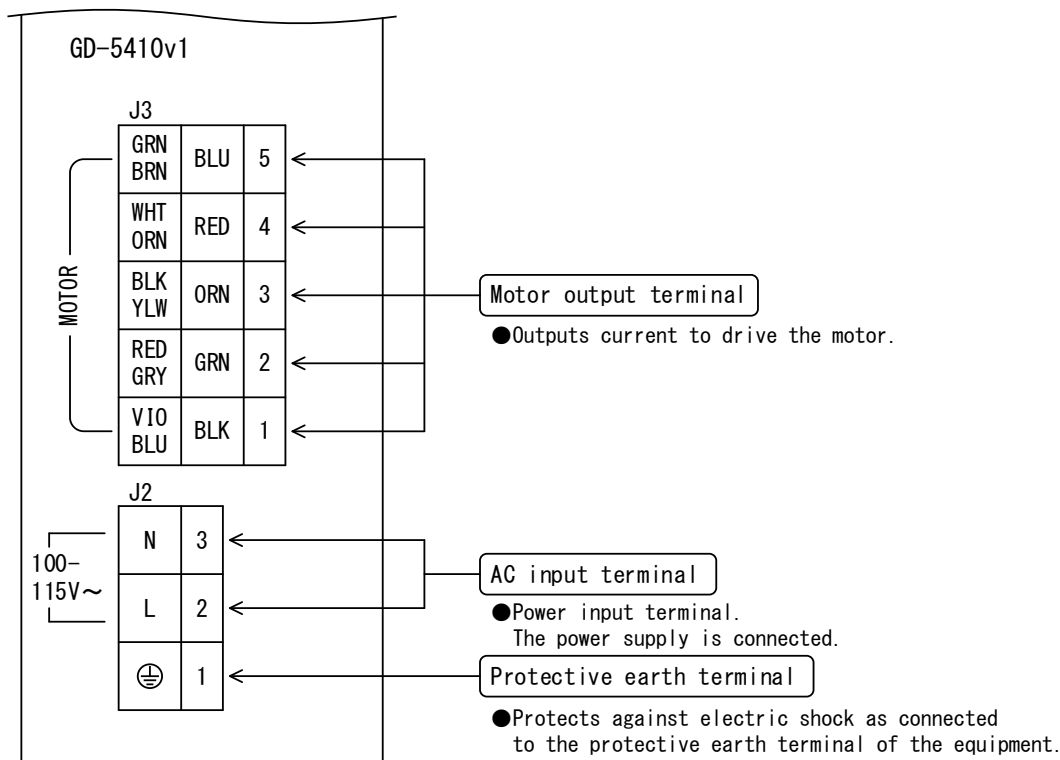 GD-5410v1
J3
GRN BRN BLU 5
WHT ORN RED 4
BLK YLW ORN 3
RED GRY GRN 2
VIO BLU BLK 1
MOTOR
Motor output terminal
●Outputs current to drive the motor.
J2
N 3
L 2
1
100-
115V~
AC input terminal
●Power input terminal.
The power supply is connected.
Protective earth terminal
●Protects against electric shock as connected
to the protective earth terminal of the equipment.